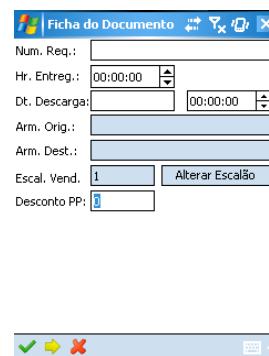 Ficha do Documento
Num. Req.:
Hr. Entreg.: 00:00:00
Dt. Descarga: 00:00:00
Arm. Orig.:
Arm. Dest.:
Escal. Vend. 1 Alterar Escalão
Desconto PP: 0